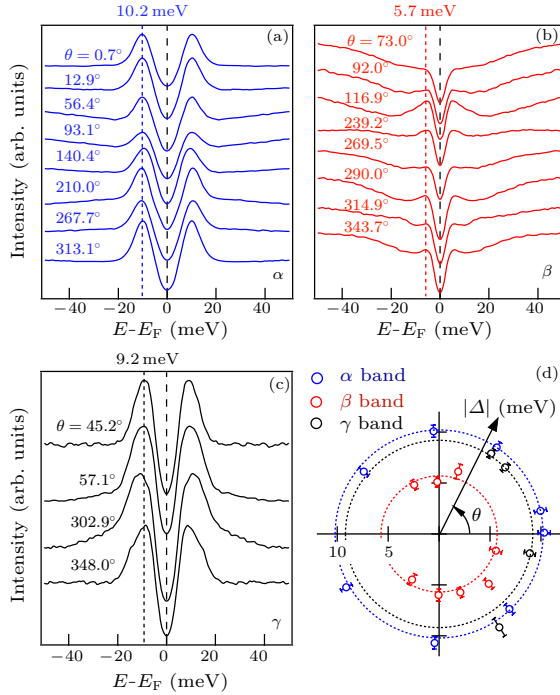 10.2 meV
(a)
θ = 0.7°
12.9°
56.4°
93.1°
140.4°
210.0°
267.7°
313.1°
α
Intensity (arb. units)
−40 −20 0 20 40
E-E_F (meV)
5.7 meV
(b)
θ = 73.0°
92.0°
116.9°
239.2°
269.5°
290.0°
314.9°
343.7°
β
−40 −20 0 20 40
E-E_F (meV)
9.2 meV
(c)
θ = 45.2°
57.1°
302.9°
348.0°
γ
Intensity (arb. units)
−40 −20 0 20 40
E-E_F (meV)
(d)
α band
β band
γ band
|Δ| (meV)
θ
10 5